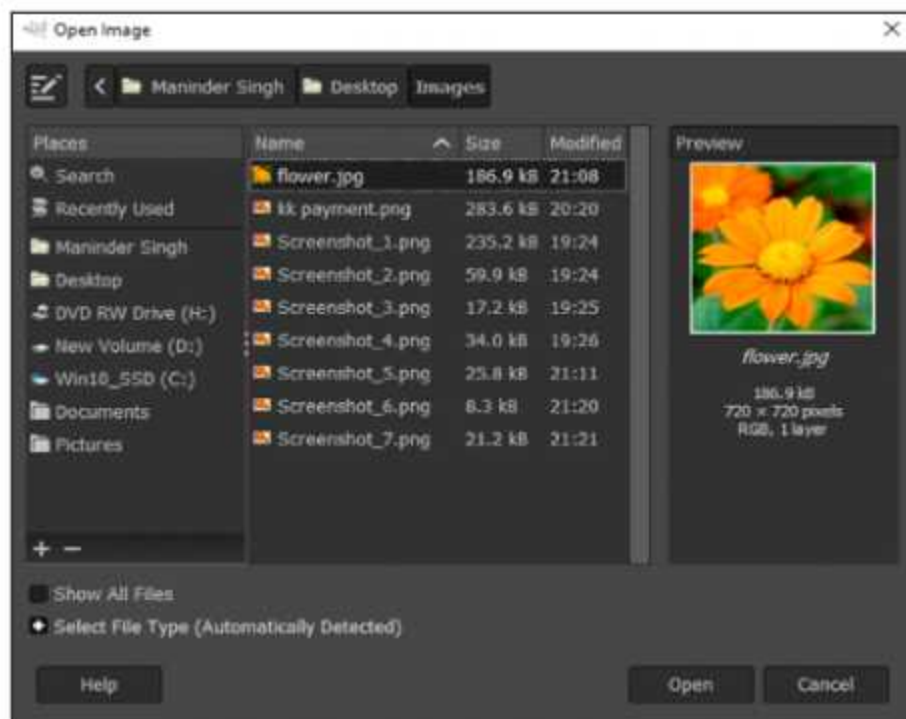 Open Image
Maninder Singh Desktop Images
Places
Search
Recently Used
Maninder Singh
Desktop
DVD RW Drive (H:)
New Volume (D:)
Win10_SSD (C:)
Documents
Pictures
Name Size Modified
flower.jpg 186.9 kB 21:08
kk payment.png 283.6 kB 20:20
Screenshot_1.png 235.2 kB 19:24
Screenshot_2.png 59.9 kB 19:24
Screenshot_3.png 17.2 kB 19:25
Screenshot_4.png 34.0 kB 19:26
Screenshot_5.png 25.8 kB 21:11
Screenshot_6.png 8.3 kB 21:20
Screenshot_7.png 21.2 kB 21:21
Preview
flower.jpg
186.9 kB
720 × 720 pixels
RGB, 1 layer
Show All Files
Select File Type (Automatically Detected)
Help Open Cancel